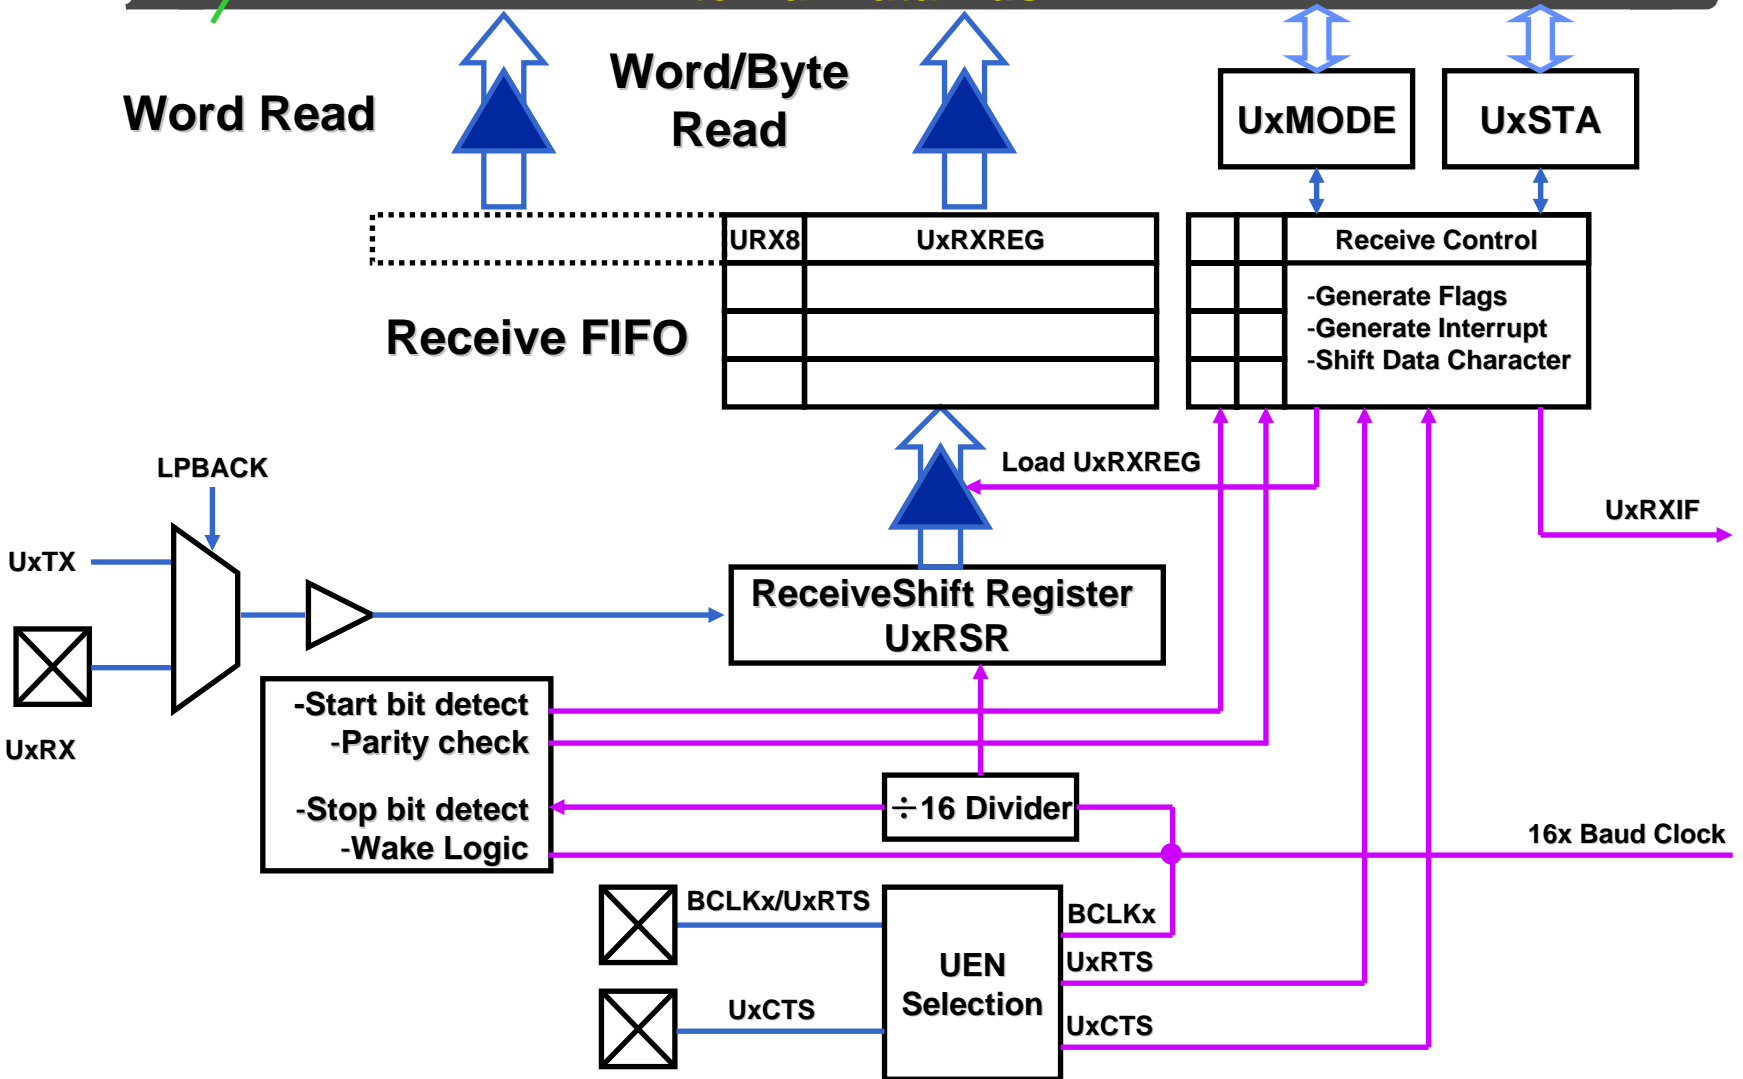 Word Read
Word/Byte
Read
UxMODE
UxSTA
URX8
UxRXREG
Receive Control
-Generate Flags
-Generate Interrupt
-Shift Data Character
Receive FIFO
Load UxRXREG
LPBACK
UxRXIF
UxTX
ReceiveShift Register
UxRSR
UxRX
-Start bit detect
-Parity check
-Stop bit detect
-Wake Logic
÷16 Divider
16x Baud Clock
BCLKx/UxRTS
BCLKx
UEN
Selection
UxRTS
UxCTS
UxCTS